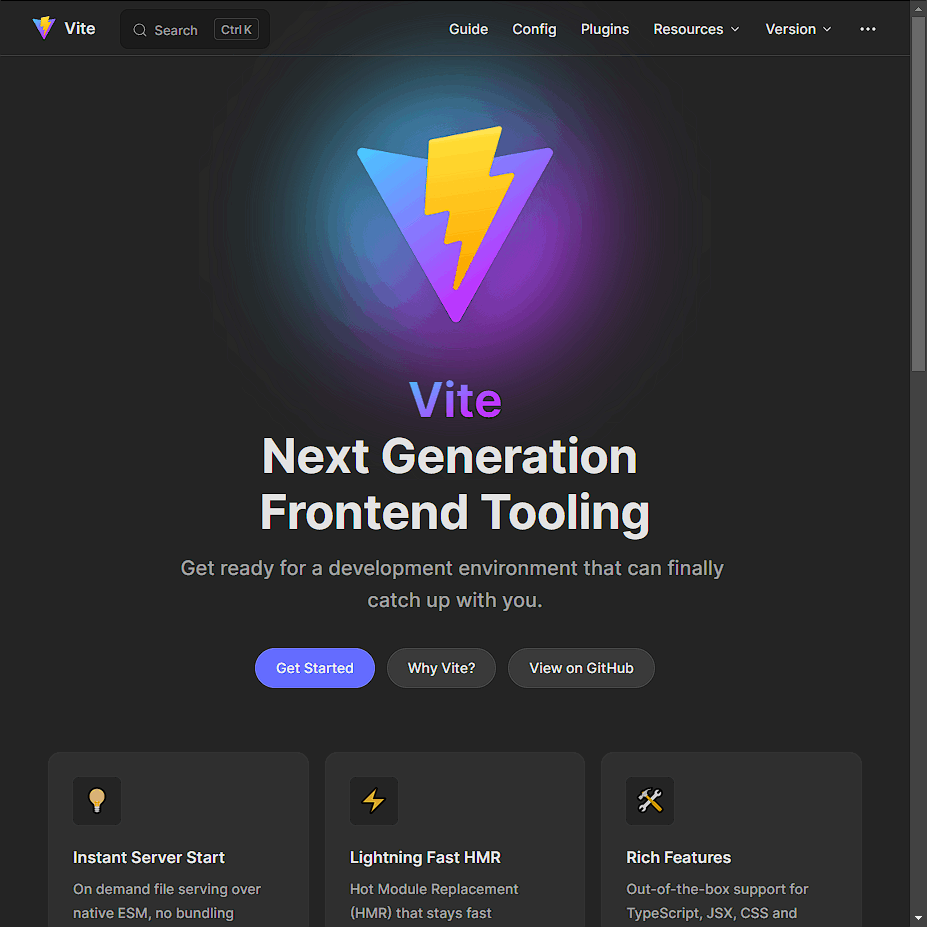 Vite
Search
Ctrl K
Guide
Config
Plugins
Resources
Version
Vite
Next Generation
Frontend Tooling
Get ready for a development environment that can finally
catch up with you.
Get Started
Why Vite?
View on GitHub
Instant Server Start
On demand file serving over
native ESM, no bundling
Lightning Fast HMR
Hot Module Replacement
(HMR) that stays fast
Rich Features
Out-of-the-box support for
TypeScript, JSX, CSS and